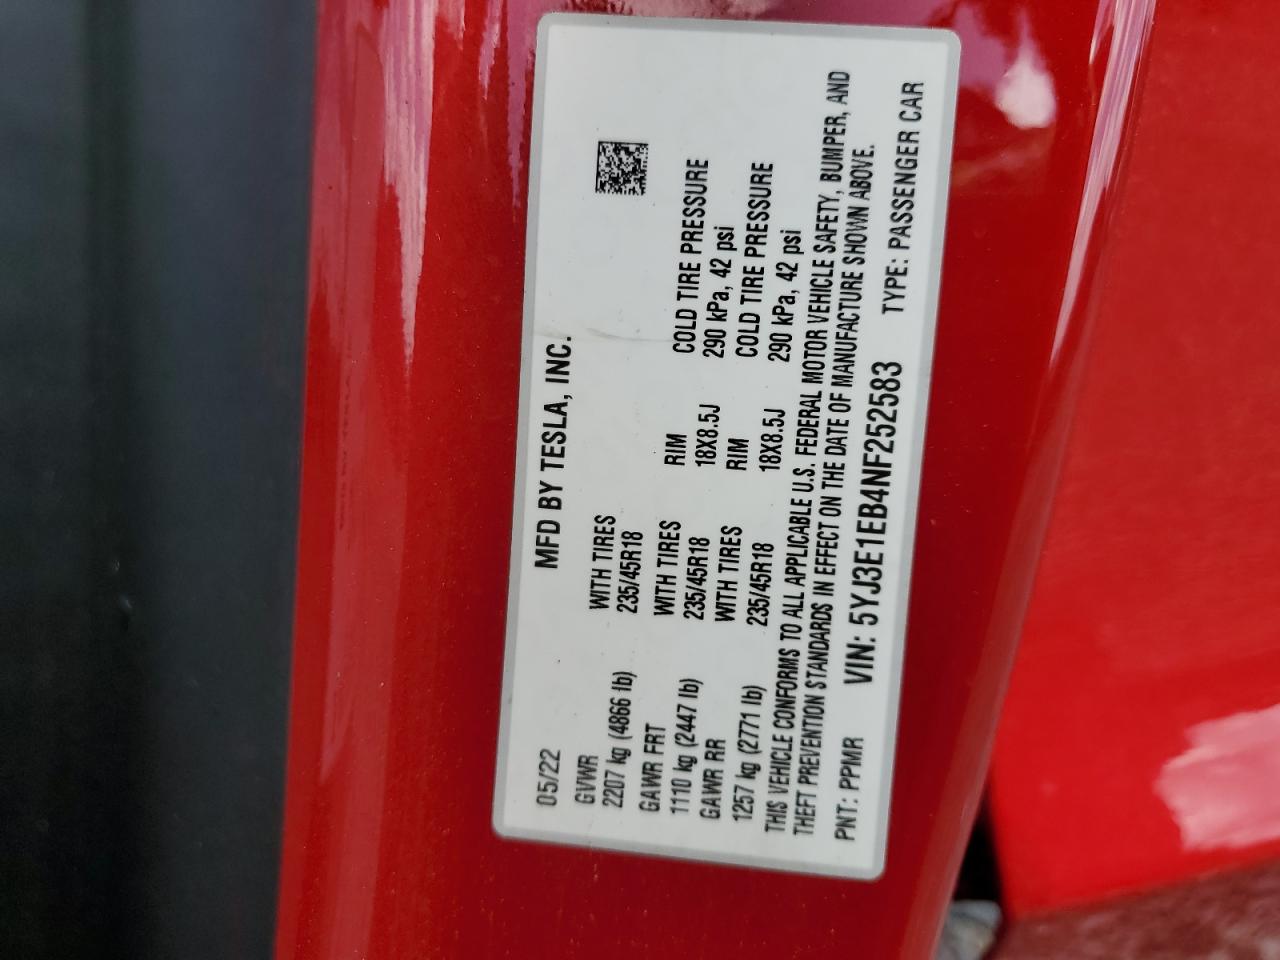 MFD BY TESLA, INC.
05/22
GVWR WITH TIRES
2207 kg (4866 lb) 235/45R18
GAWR FRT WITH TIRES RIM COLD TIRE PRESSURE
1110 kg (2447 lb) 235/45R18 18X8.5J 290 kPa, 42 psi
GAWR RR WITH TIRES RIM COLD TIRE PRESSURE
1257 kg (2771 lb) 235/45R18 18X8.5J 290 kPa, 42 psi
THIS VEHICLE CONFORMS TO ALL APPLICABLE U.S. FEDERAL MOTOR VEHICLE SAFETY, BUMPER, AND
THEFT PREVENTION STANDARDS IN EFFECT ON THE DATE OF MANUFACTURE SHOWN ABOVE.
PNT: PPMR VIN: 5YJ3E1EB4NF252583 TYPE: PASSENGER CAR